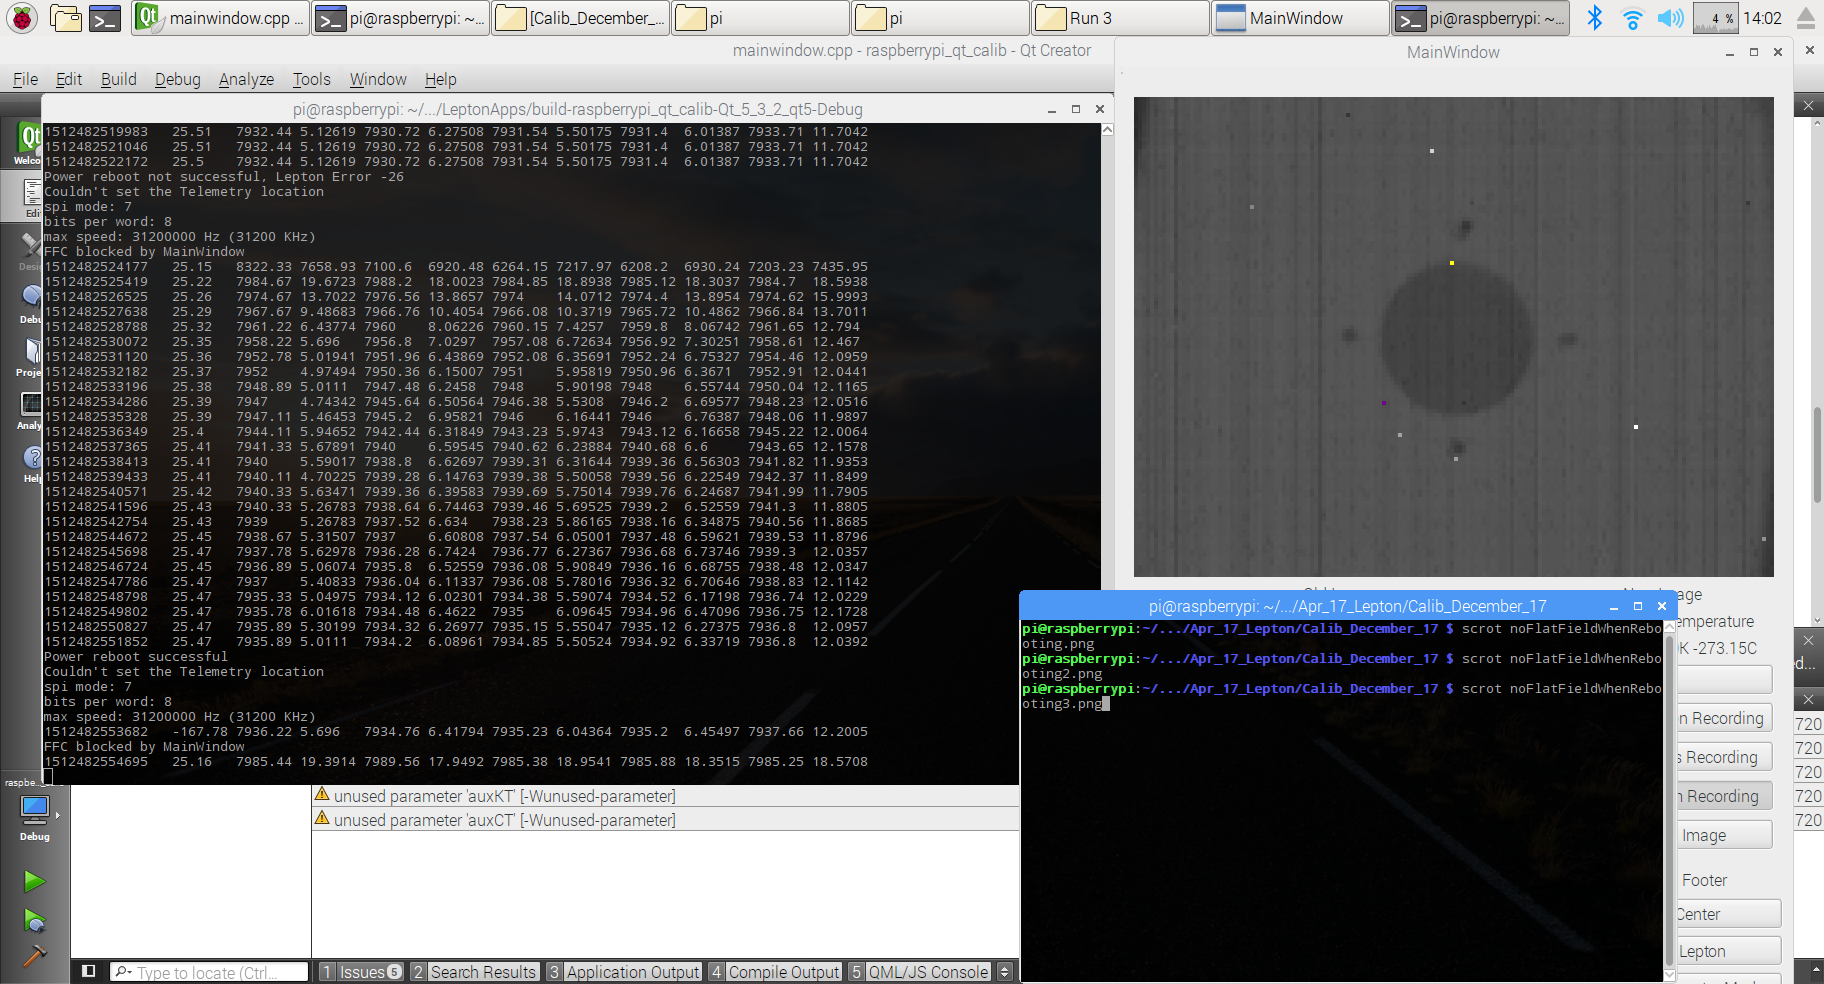 mainwindow.cpp ...
pi@raspberrypi: ~...
[Calib_December_...
pi
pi
Run 3
MainWindow
pi@raspberrypi: ~...
4 %
14:02
mainwindow.cpp - raspberrypi_qt_calib - Qt Creator
MainWindow
File Edit Build Debug Analyze Tools Window Help
pi@raspberrypi: ~/.../LeptonApps/build-raspberrypi_qt_calib-Qt_5_3_2_qt5-Debug
1512482519983 25.51 7932.44 5.12619 7930.72 6.27508 7931.54 5.50175 7931.4 6.01387 7933.71 11.7042
1512482521046 25.51 7932.44 5.12619 7930.72 6.27508 7931.54 5.50175 7931.4 6.01387 7933.71 11.7042
1512482522172 25.5 7932.44 5.12619 7930.72 6.27508 7931.54 5.50175 7931.4 6.01387 7933.71 11.7042
Power reboot not successful, Lepton Error -26
Couldn't set the Telemetry location
spi mode: 7
bits per word: 8
max speed: 31200000 Hz (31200 KHz)
FFC blocked by MainWindow
1512482524177 25.15 8322.33 7658.93 7100.6 6920.48 6264.15 7217.97 6208.2 6930.24 7203.23 7435.95
1512482525419 25.22 7984.67 19.6723 7988.2 18.0023 7984.85 18.8938 7985.12 18.3037 7984.7 18.5938
1512482526525 25.26 7974.67 13.7022 7976.56 13.8657 7974 14.0712 7974.4 13.8954 7974.62 15.9993
1512482527638 25.29 7967.67 9.48683 7966.76 10.4054 7966.08 10.3719 7965.72 10.4862 7966.84 13.7011
1512482528788 25.32 7961.22 6.43774 7960 8.06226 7960.15 7.4257 7959.8 8.06742 7961.65 12.794
1512482530072 25.35 7958.22 5.696 7956.8 7.0297 7957.08 6.72634 7956.92 7.30251 7958.61 12.467
1512482531120 25.36 7952.78 5.01941 7951.96 6.43869 7952.08 6.35691 7952.24 6.75327 7954.46 12.0959
1512482532182 25.37 7952 4.97494 7950.36 6.15007 7951 5.95819 7950.96 6.3671 7952.91 12.0441
1512482533196 25.38 7948.89 5.0111 7947.48 6.2458 7948 5.90198 7948 6.55744 7950.04 12.1165
1512482534286 25.39 7947 4.74342 7945.64 6.50564 7946.38 5.5308 7946.2 6.69577 7948.23 12.0516
1512482535328 25.39 7947.11 5.46453 7945.2 6.95821 7946 6.16441 7946 6.76387 7948.06 11.9897
1512482536349 25.4 7944.11 5.94652 7942.44 6.31849 7943.23 5.9743 7943.12 6.16658 7945.22 12.0064
1512482537365 25.41 7941.33 5.67891 7940 6.59545 7940.62 6.23884 7940.68 6.6 7943.65 12.1578
1512482538413 25.41 7940 5.59017 7938.8 6.62697 7939.31 6.31644 7939.36 6.56303 7941.82 11.9353
1512482539433 25.41 7940.11 4.70225 7939.28 6.14763 7939.38 5.50058 7939.56 6.22549 7942.37 11.8499
1512482540571 25.42 7940.33 5.63471 7939.36 6.39583 7939.69 5.75014 7939.76 6.24687 7941.99 11.7905
1512482541596 25.43 7940.33 5.26783 7938.64 6.74463 7939.46 5.69525 7939.2 6.52559 7941.3 11.8805
1512482542754 25.43 7939 5.26783 7937.52 6.634 7938.23 5.86165 7938.16 6.34875 7940.56 11.8685
1512482544672 25.45 7938.67 5.31507 7937 6.60808 7937.54 6.05001 7937.48 6.59621 7939.53 11.8796
1512482545698 25.47 7937.78 5.62978 7936.28 6.7424 7936.77 6.27367 7936.68 6.73746 7939.3 12.0357
1512482546724 25.45 7936.89 5.06074 7935.8 6.52559 7936.08 5.90849 7936.16 6.68755 7938.48 12.0347
1512482547786 25.47 7937 5.40833 7936.04 6.11337 7936.08 5.78016 7936.32 6.70646 7938.83 12.1142
1512482548798 25.47 7935.33 5.04975 7934.12 6.02301 7934.38 5.59074 7934.52 6.17198 7936.74 12.0229
1512482549802 25.47 7935.78 6.01618 7934.48 6.4622 7935 6.09645 7934.96 6.47096 7936.75 12.1728
1512482550827 25.47 7935.89 5.30199 7934.32 6.26977 7935.15 5.55047 7935.12 6.27375 7936.8 12.0957
1512482551852 25.47 7935.89 5.0111 7934.2 6.08961 7934.85 5.50524 7934.92 6.33719 7936.8 12.0392
Power reboot successful
Couldn't set the Telemetry location
spi mode: 7
bits per word: 8
max speed: 31200000 Hz (31200 KHz)
1512482553682 -167.78 7936.22 5.696 7934.76 6.41794 7935.23 6.04364 7935.2 6.45497 7937.66 12.2005
FFC blocked by MainWindow
1512482554695 25.16 7985.44 19.3914 7989.56 17.9492 7985.38 18.9541 7985.88 18.3515 7985.25 18.5708
Qt
Welco
Edi
Desi
Debu
Proje
Analy
Hel
raspbe...
Debug
unused parameter 'auxKT' [-Wunused-parameter]
unused parameter 'auxCT' [-Wunused-parameter]
Type to locate (Ctrl...
1 Issues 5
2 Search Results
3 Application Output
4 Compile Output
5 QML/JS Console
age
pi@raspberrypi: ~/.../Apr_17_Lepton/Calib_December_17
pi@raspberrypi:~/.../Apr_17_Lepton/Calib_December_17 $ scrot noFlatFieldWhenRebo
oting.png
pi@raspberrypi:~/.../Apr_17_Lepton/Calib_December_17 $ scrot noFlatFieldWhenRebo
oting2.png
pi@raspberrypi:~/.../Apr_17_Lepton/Calib_December_17 $ scrot noFlatFieldWhenRebo
oting3.png
emperature
K -273.15C
n Recording
s Recording
n Recording
Image
Footer
Center
Lepton
ed...
720
720
720
720
720